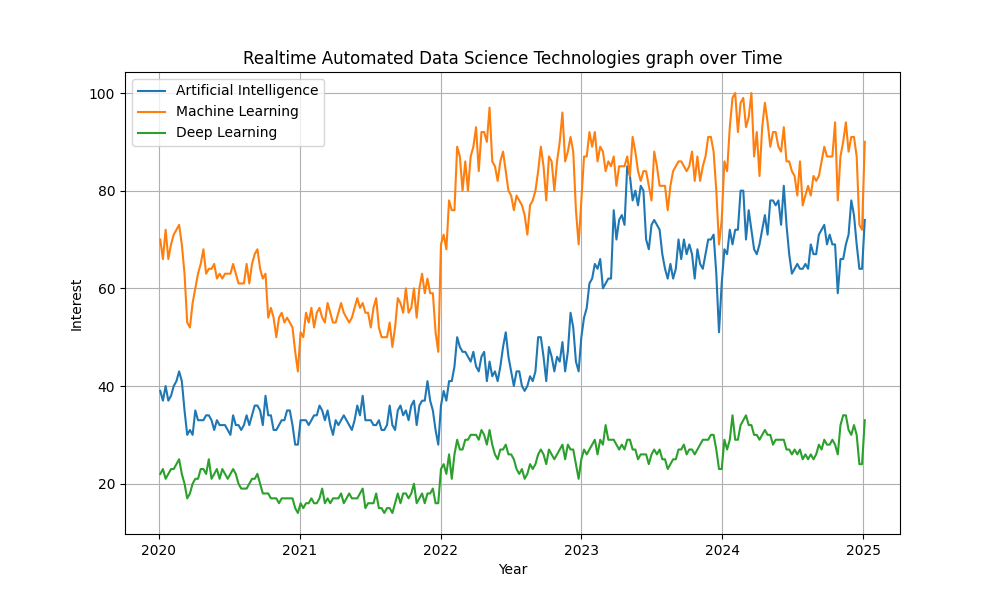 Realtime Automated Data Science Technologies graph over Time
Artificial Intelligence
Machine Learning
Deep Learning
100
80
60
40
20
Interest
2020 2021 2022 2023 2024 2025
Year